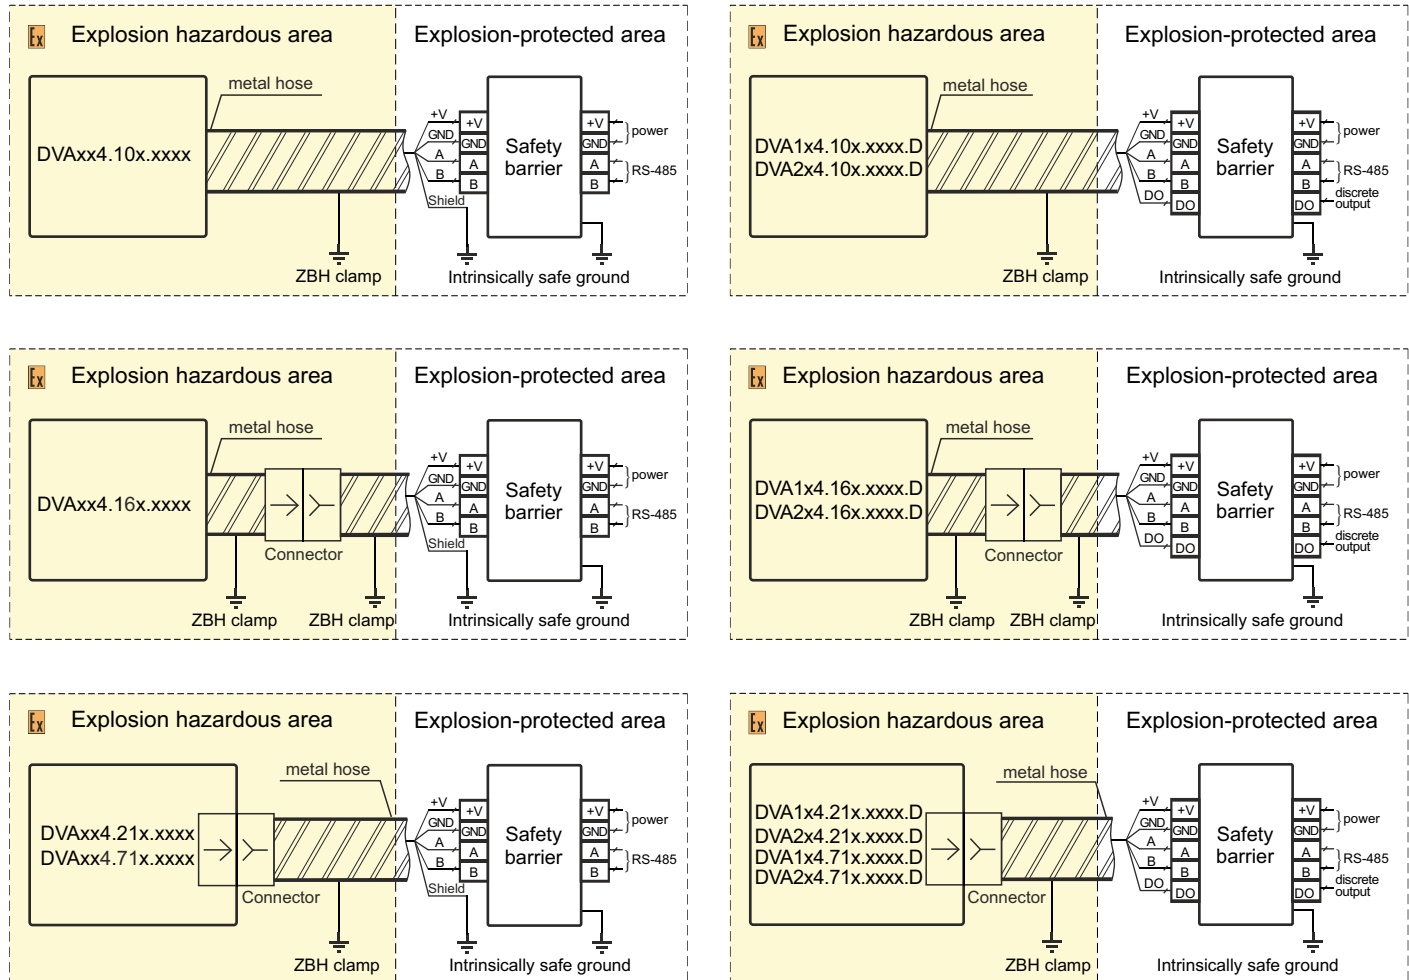 Ex Explosion hazardous area Explosion-protected area
metal hose
DVAxx4.10x.xxxx
+V
GND
A
B
Shield
+V
GND
A
B
Safety
barrier
+V
GND
A
B
power
RS-485
ZBH clamp
Intrinsically safe ground
Ex Explosion hazardous area Explosion-protected area
metal hose
DVA1x4.10x.xxxx.D
DVA2x4.10x.xxxx.D
+V
GND
A
B
DO
+V
GND
A
B
DO
Safety
barrier
+V
GND
A
B
DO
power
RS-485
discrete
output
ZBH clamp
Intrinsically safe ground
Ex Explosion hazardous area Explosion-protected area
metal hose
DVAxx4.16x.xxxx
Connector
+V
GND
A
B
Shield
+V
GND
A
B
Safety
barrier
+V
GND
A
B
power
RS-485
ZBH clamp
ZBH clamp
Intrinsically safe ground
Ex Explosion hazardous area Explosion-protected area
metal hose
DVA1x4.16x.xxxx.D
DVA2x4.16x.xxxx.D
Connector
+V
GND
A
B
DO
+V
GND
A
B
DO
Safety
barrier
+V
GND
A
B
DO
power
RS-485
discrete
output
ZBH clamp
ZBH clamp
Intrinsically safe ground
Ex Explosion hazardous area Explosion-protected area
metal hose
DVAxx4.21x.xxxx
DVAxx4.71x.xxxx
Connector
+V
GND
A
B
Shield
+V
GND
A
B
Safety
barrier
+V
GND
A
B
power
RS-485
ZBH clamp
Intrinsically safe ground
Ex Explosion hazardous area Explosion-protected area
metal hose
DVA1x4.21x.xxxx.D
DVA2x4.21x.xxxx.D
DVA1x4.71x.xxxx.D
DVA2x4.71x.xxxx.D
Connector
+V
GND
A
B
DO
+V
GND
A
B
DO
Safety
barrier
+V
GND
A
B
DO
power
RS-485
discrete
output
ZBH clamp
Intrinsically safe ground